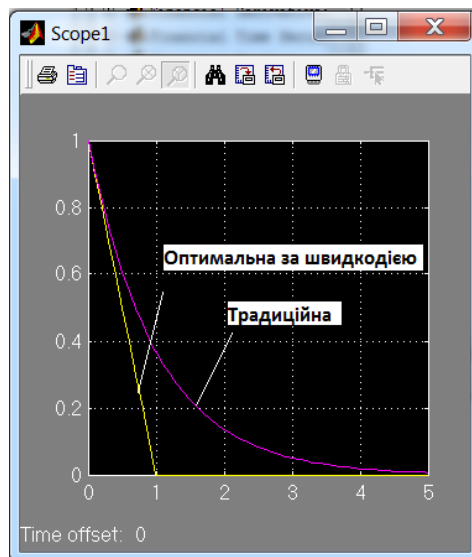 Scope1
1
0.8
Оптимальна за швидкодією
0.6
Традиційна
0.4
0.2
0
0 1 2 3 4 5
Time offset: 0